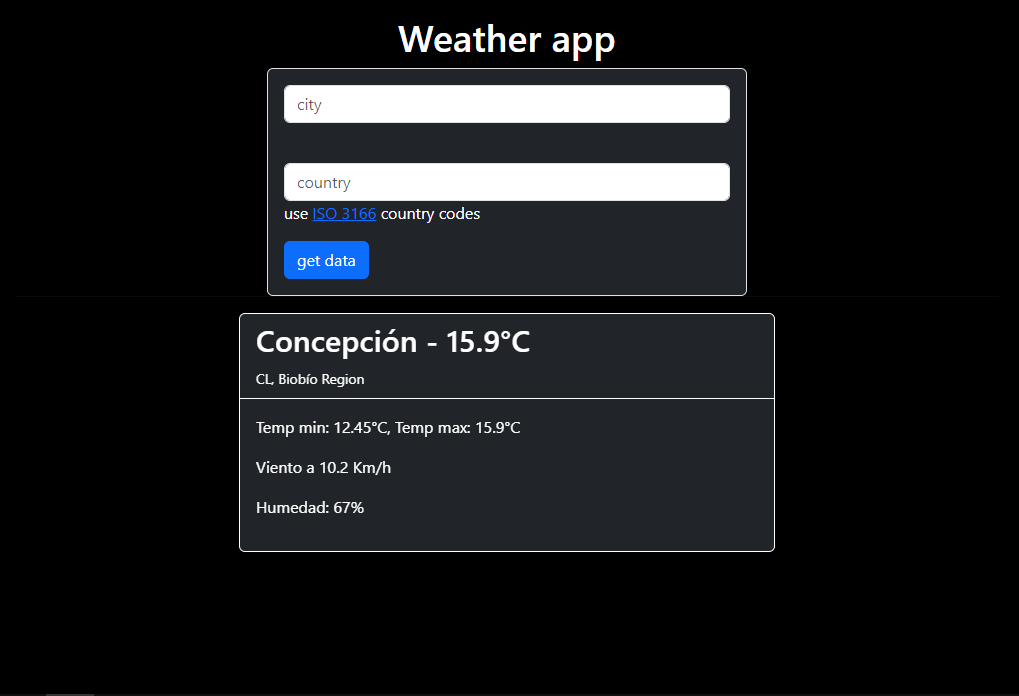 Weather app
city
country
use ISO 3166 country codes
get data
Concepción - 15.9°C
CL, Biobío Region
Temp min: 12.45°C, Temp max: 15.9°C
Viento a 10.2 Km/h
Humedad: 67%